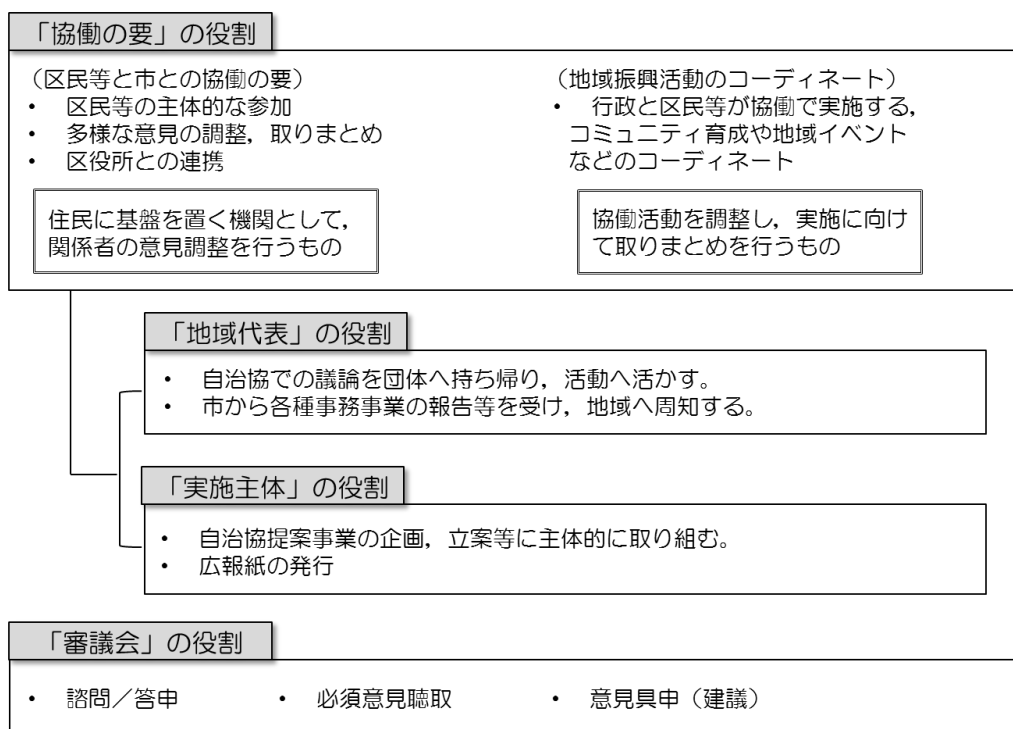 「協働の要」の役割
（区民等と市との協働の要）
・ 区民等の主体的な参加
・ 多様な意見の調整，取りまとめ
・ 区役所との連携
住民に基盤を置く機関として，
関係者の意見調整を行うもの
（地域振興活動のコーディネート）
・ 行政と区民等が協働で実施する，
コミュニティ育成や地域イベント
などのコーディネート
協働活動を調整し，実施に向け
て取りまとめを行うもの
「地域代表」の役割
・ 自治協での議論を団体へ持ち帰り，活動へ活かす。
・ 市から各種事務事業の報告等を受け，地域へ周知する。
「実施主体」の役割
・ 自治協提案事業の企画，立案等に主体的に取り組む。
・ 広報紙の発行
「審議会」の役割
・ 諮問／答申 ・ 必須意見聴取 ・ 意見具申（建議）